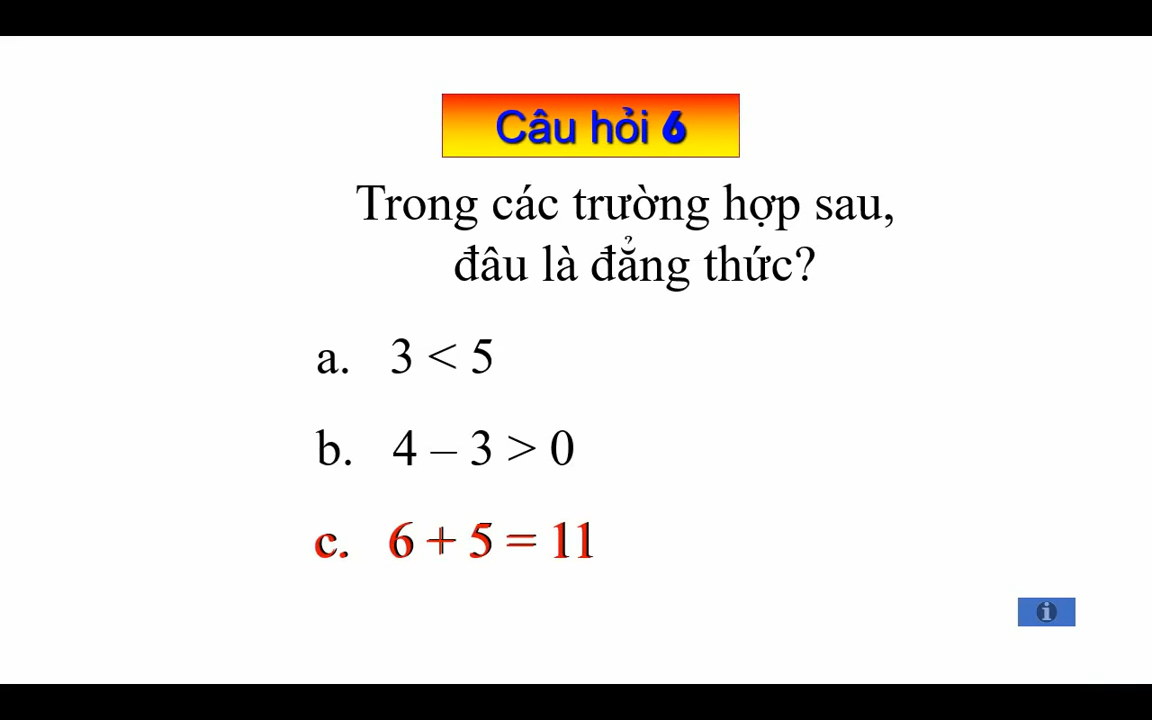 Câu hỏi 6
Trong các trường hợp sau,
đâu là đẳng thức?
a. 3 < 5
b. 4 – 3 > 0
c. 6 + 5 = 11